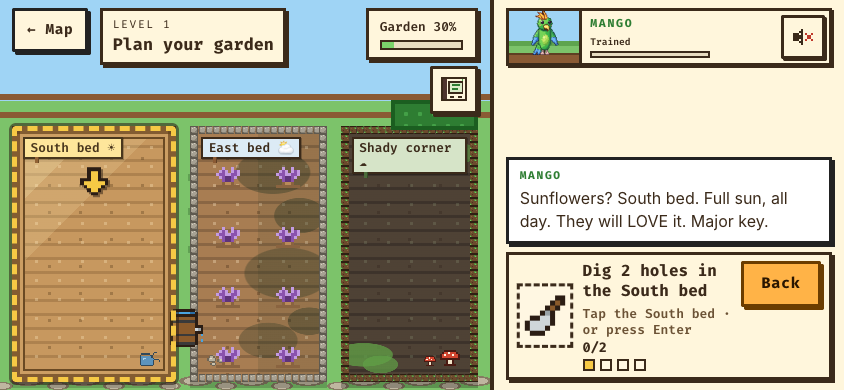 ← Map
LEVEL 1
Plan your garden
Garden 30%
South bed ☀
East bed ⛅
Shady corner
☁
MANGO
Trained
MANGO
Sunflowers? South bed. Full sun, all
day. They will LOVE it. Major key.
Dig 2 holes in
the South bed
Tap the South bed ·
or press Enter
0/2
Back